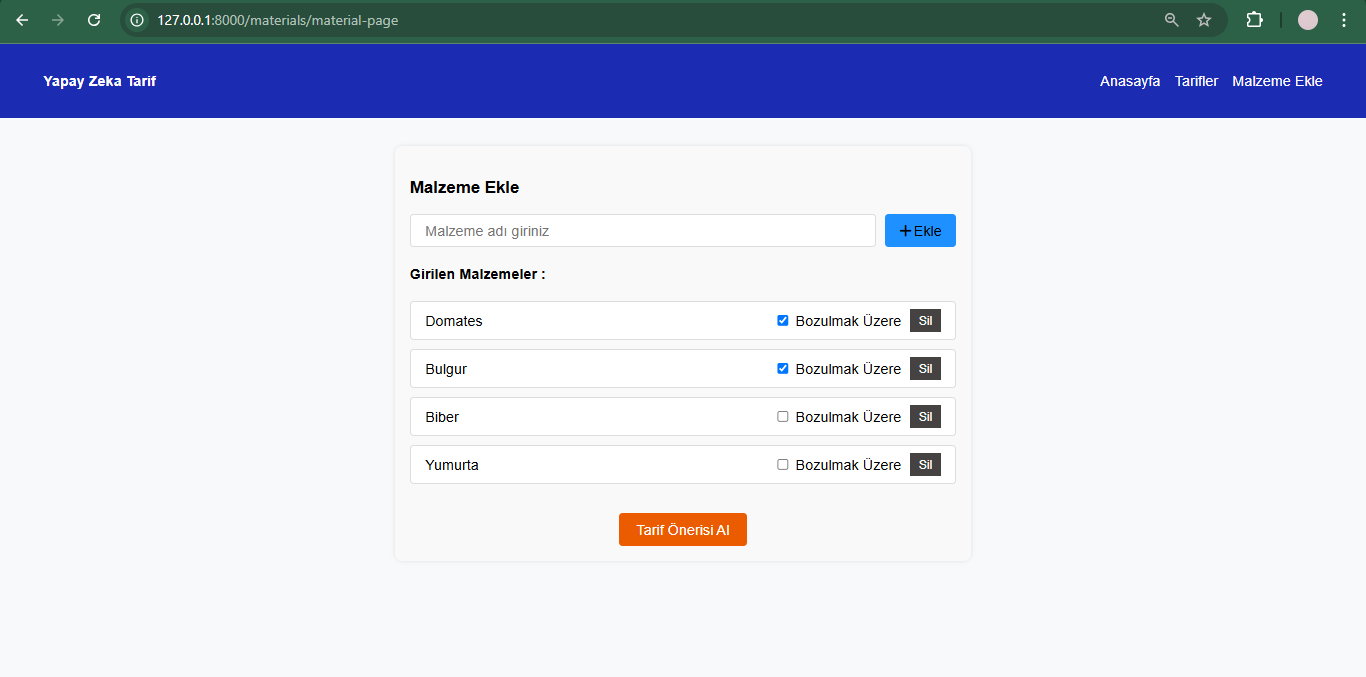 127.0.0.1:8000/materials/material-page
Yapay Zeka Tarif Anasayfa Tarifler Malzeme Ekle
Malzeme Ekle
Malzeme adı giriniz +Ekle
Girilen Malzemeler :
Domates Bozulmak Üzere Sil
Bulgur Bozulmak Üzere Sil
Biber Bozulmak Üzere Sil
Yumurta Bozulmak Üzere Sil
Tarif Önerisi Al